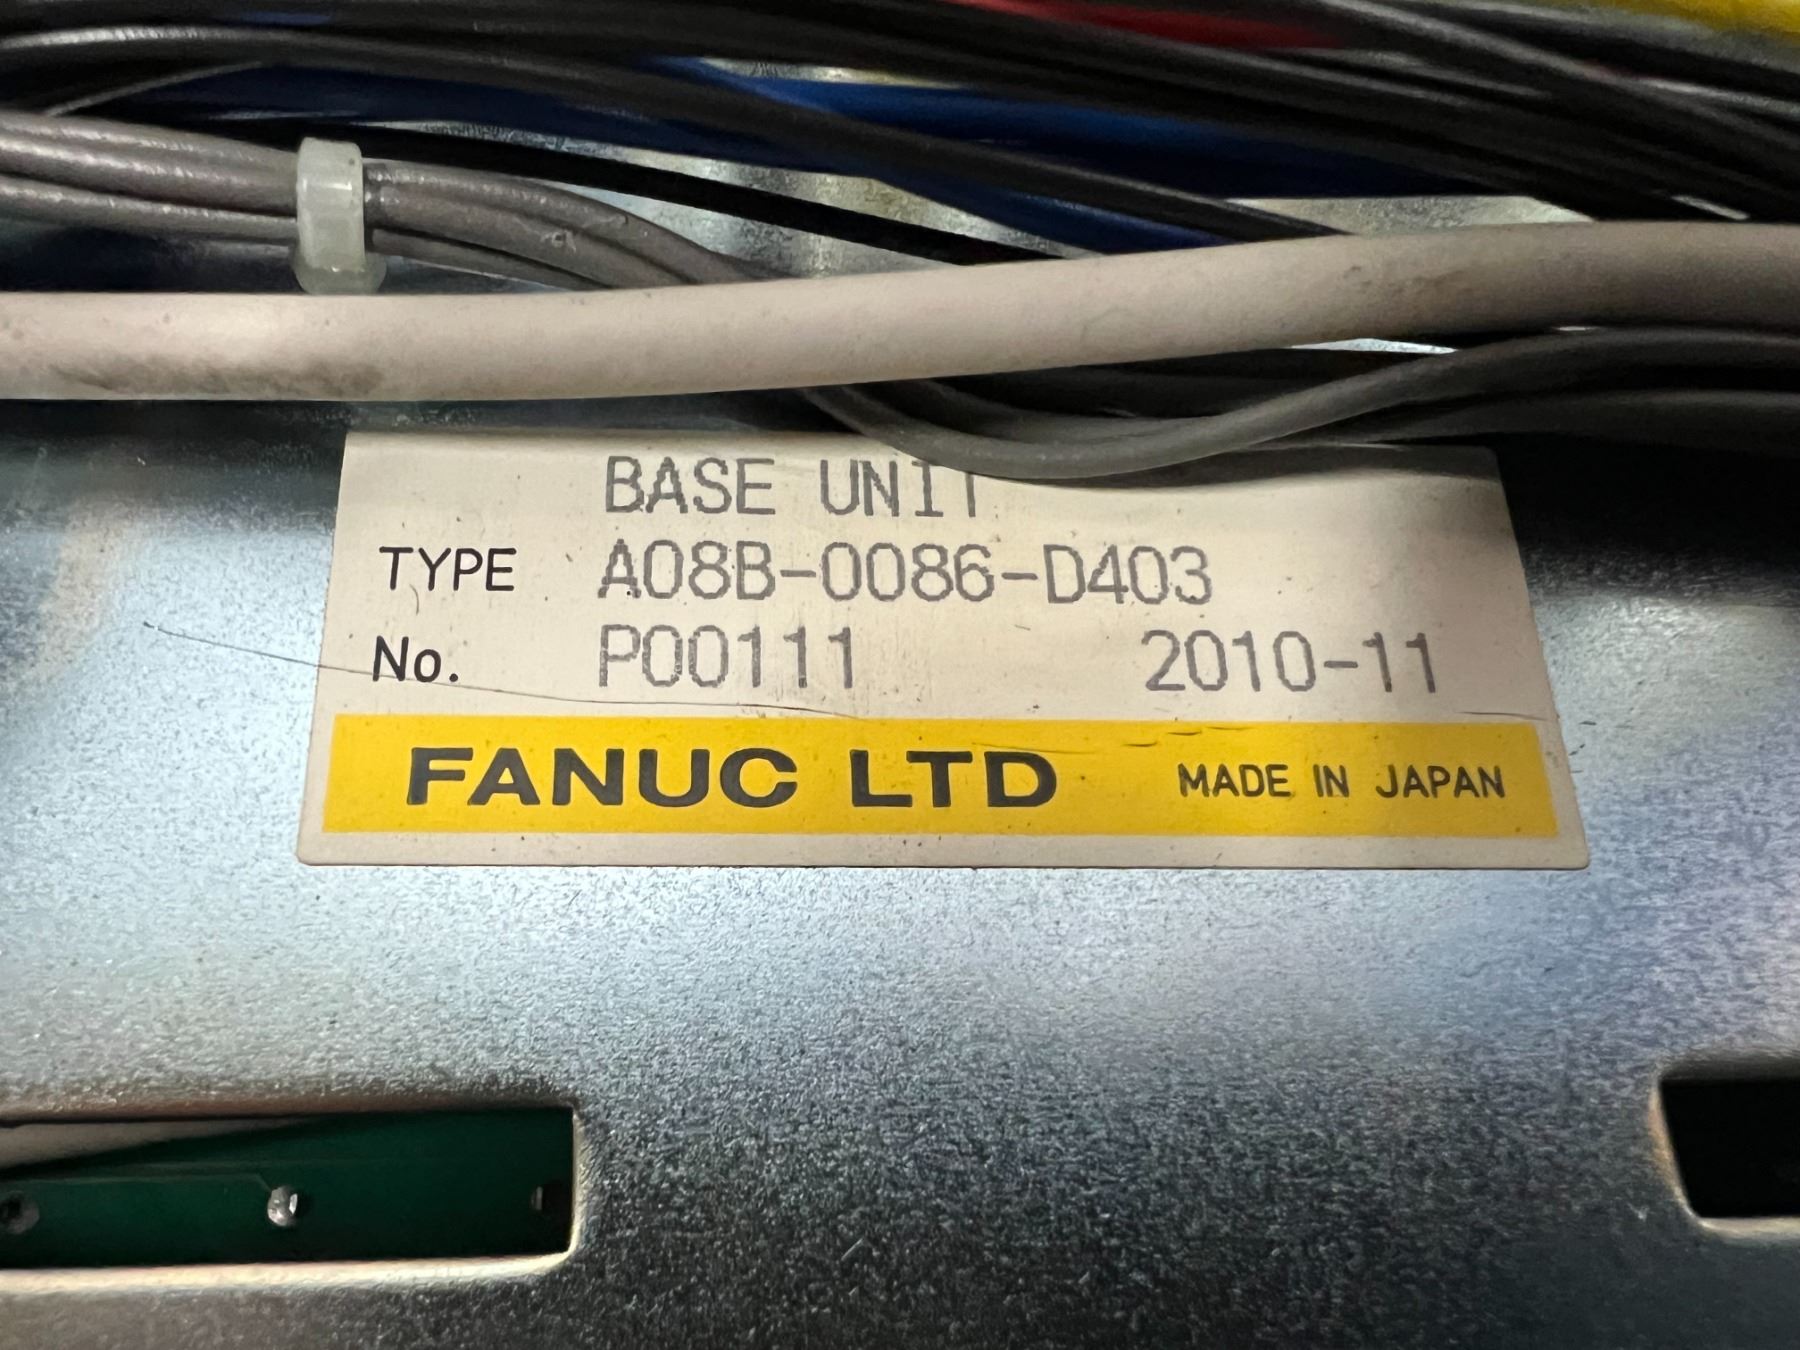 BASE UNIT
TYPE A08B-0086-D403
No. P00111 2010-11
FANUC LTD MADE IN JAPAN